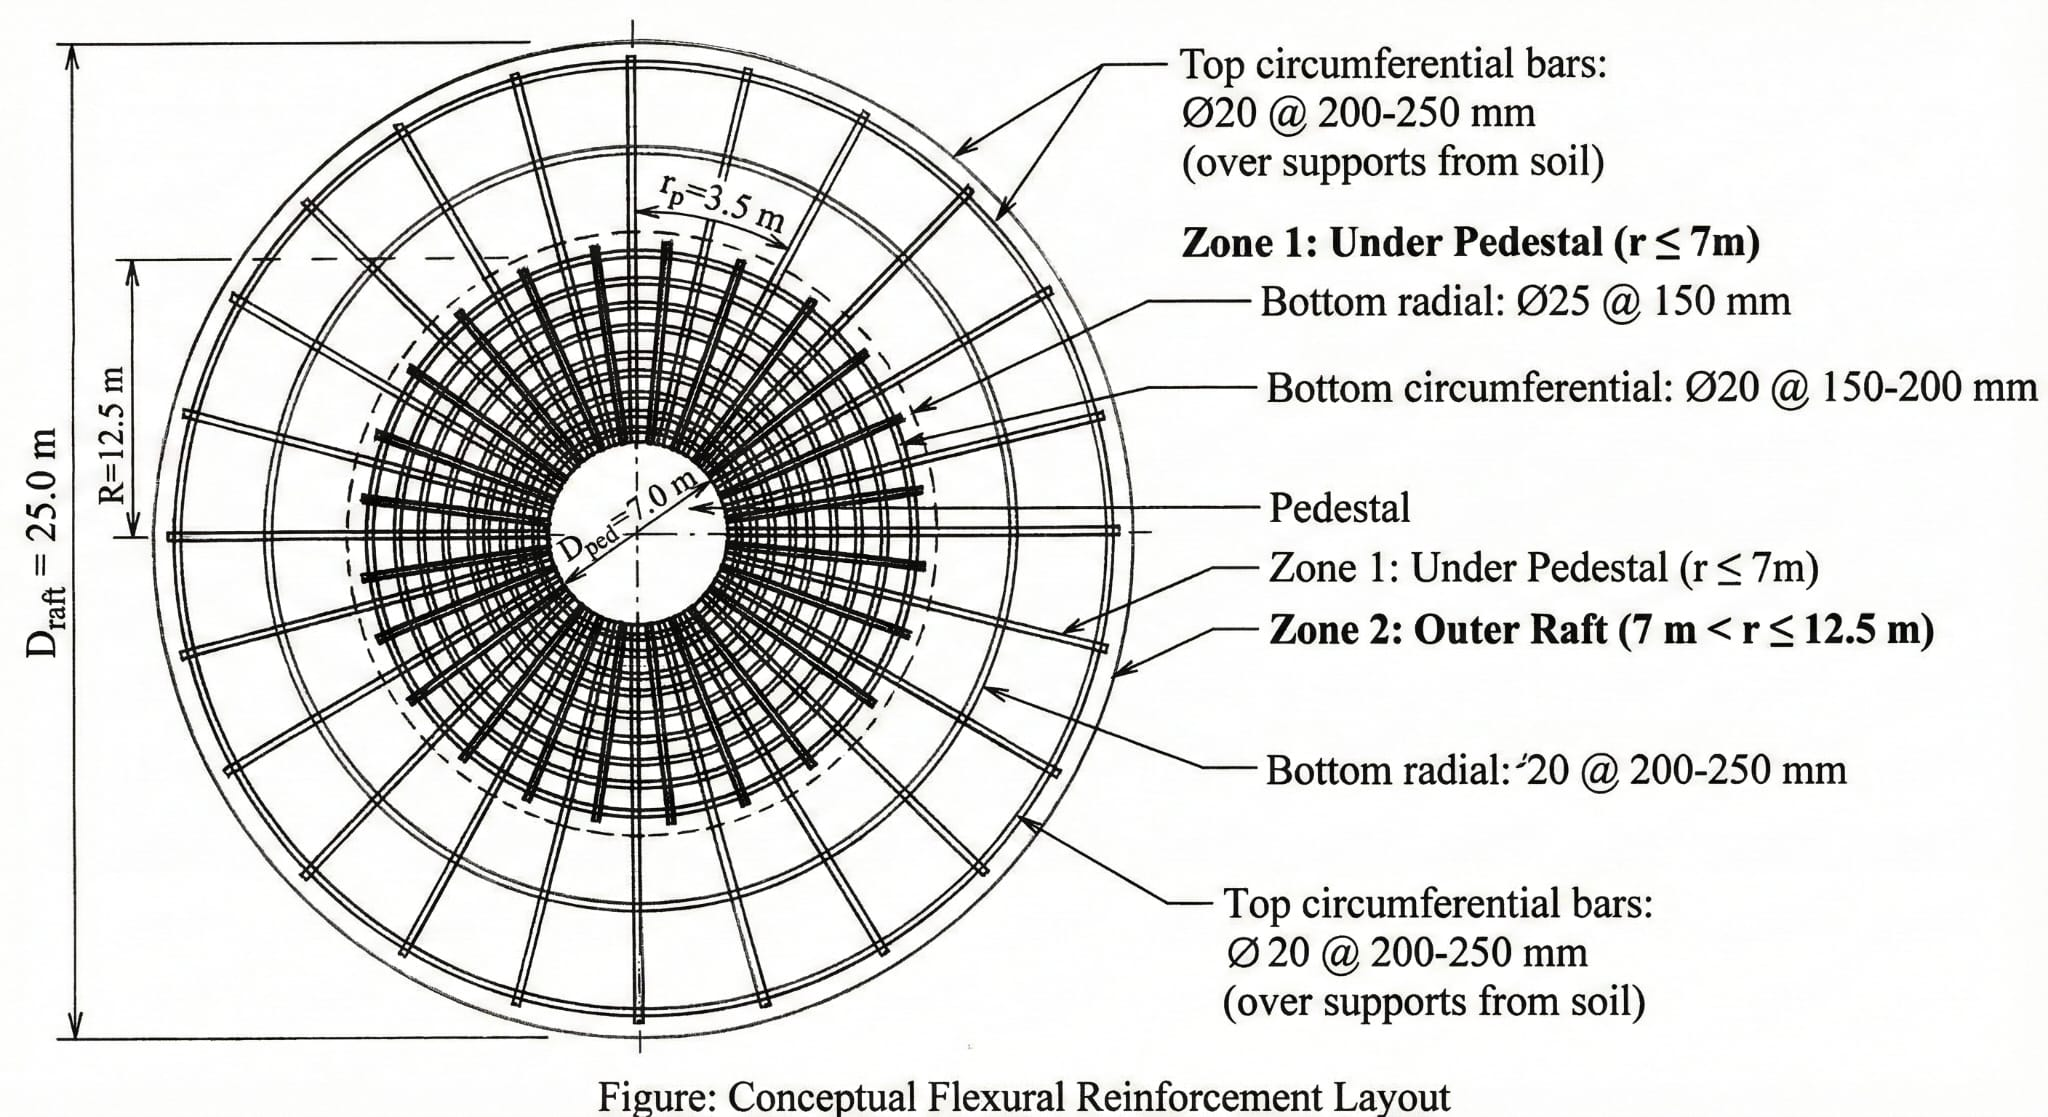 Top circumferential bars:
Ø20 @ 200-250 mm
(over supports from soil)
r_p=3.5 m
Zone 1: Under Pedestal (r ≤ 7m)
Bottom radial: Ø25 @ 150 mm
Bottom circumferential: Ø20 @ 150-200 mm
R=12.5 m
D_raft = 25.0 m
D_ped=7.0 m
Pedestal
Zone 1: Under Pedestal (r ≤ 7m)
Zone 2: Outer Raft (7 m < r ≤ 12.5 m)
Bottom radial: ‐́20 @ 200-250 mm
Top circumferential bars:
Ø 20 @ 200-250 mm
(over supports from soil)
Figure: Conceptual Flexural Reinforcement Layout